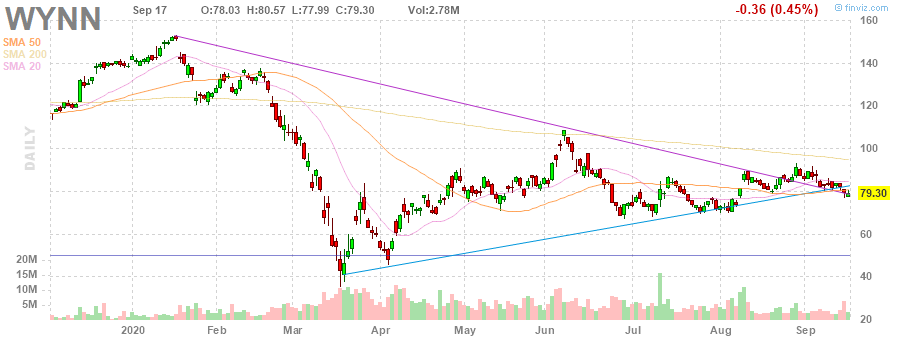 WYNN
Sep 17 O:78.03 H:80.57 L:77.99 C:79.30 Vol:2.78M -0.36 (0.45%) © finviz.com
SMA 50
SMA 200
SMA 20
DAILY
160
140
120
100
80
79.30
60
40
20
20M
15M
10M
5M
2020 Feb Mar Apr May Jun Jul Aug Sep